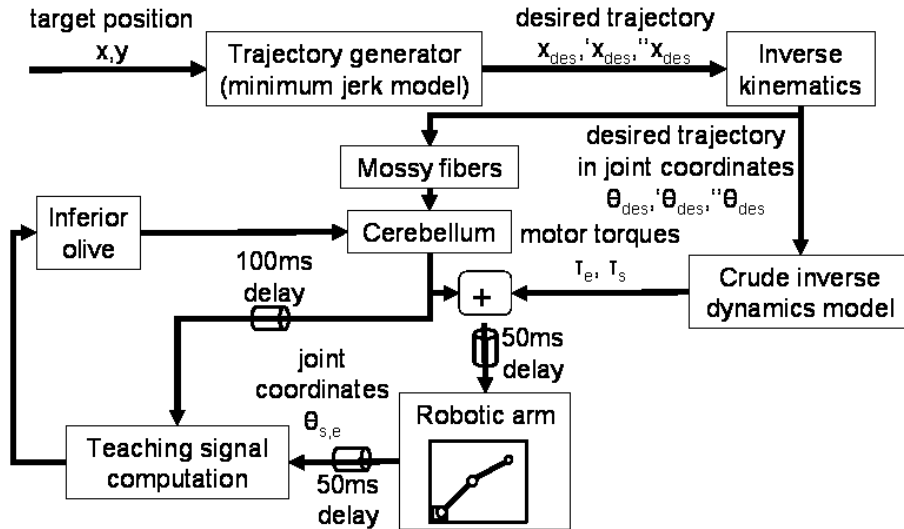 target position
x,y
Trajectory generator
(minimum jerk model)
desired trajectory
x_des,'x_des,''x_des
Inverse
kinematics
Mossy fibers
desired trajectory
in joint coordinates
θ_des,'θ_des,''θ_des
Inferior
olive
Cerebellum
motor torques
τ_e, τ_s
Crude inverse
dynamics model
100ms
delay
+
50ms
delay
joint
coordinates
θ_s,e
Robotic arm
Teaching signal
computation
50ms
delay